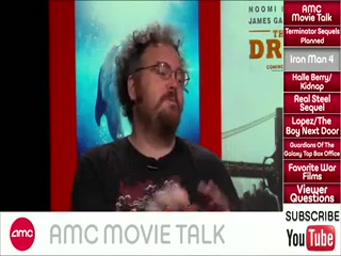 NOOMI
JAMES GA
THE
DR
AMC
Movie Talk
Terminator Sequels
Planned
Iron Man 4
Halle Berry/
Kidnap
Real Steel
Sequel
Lopez/The
Boy Next Door
Guardians Of The
Galaxy Top Box Office
Favorite War
Films
Viewer
Questions
amc
AMC MOVIE TALK
SUBSCRIBE
YouTube